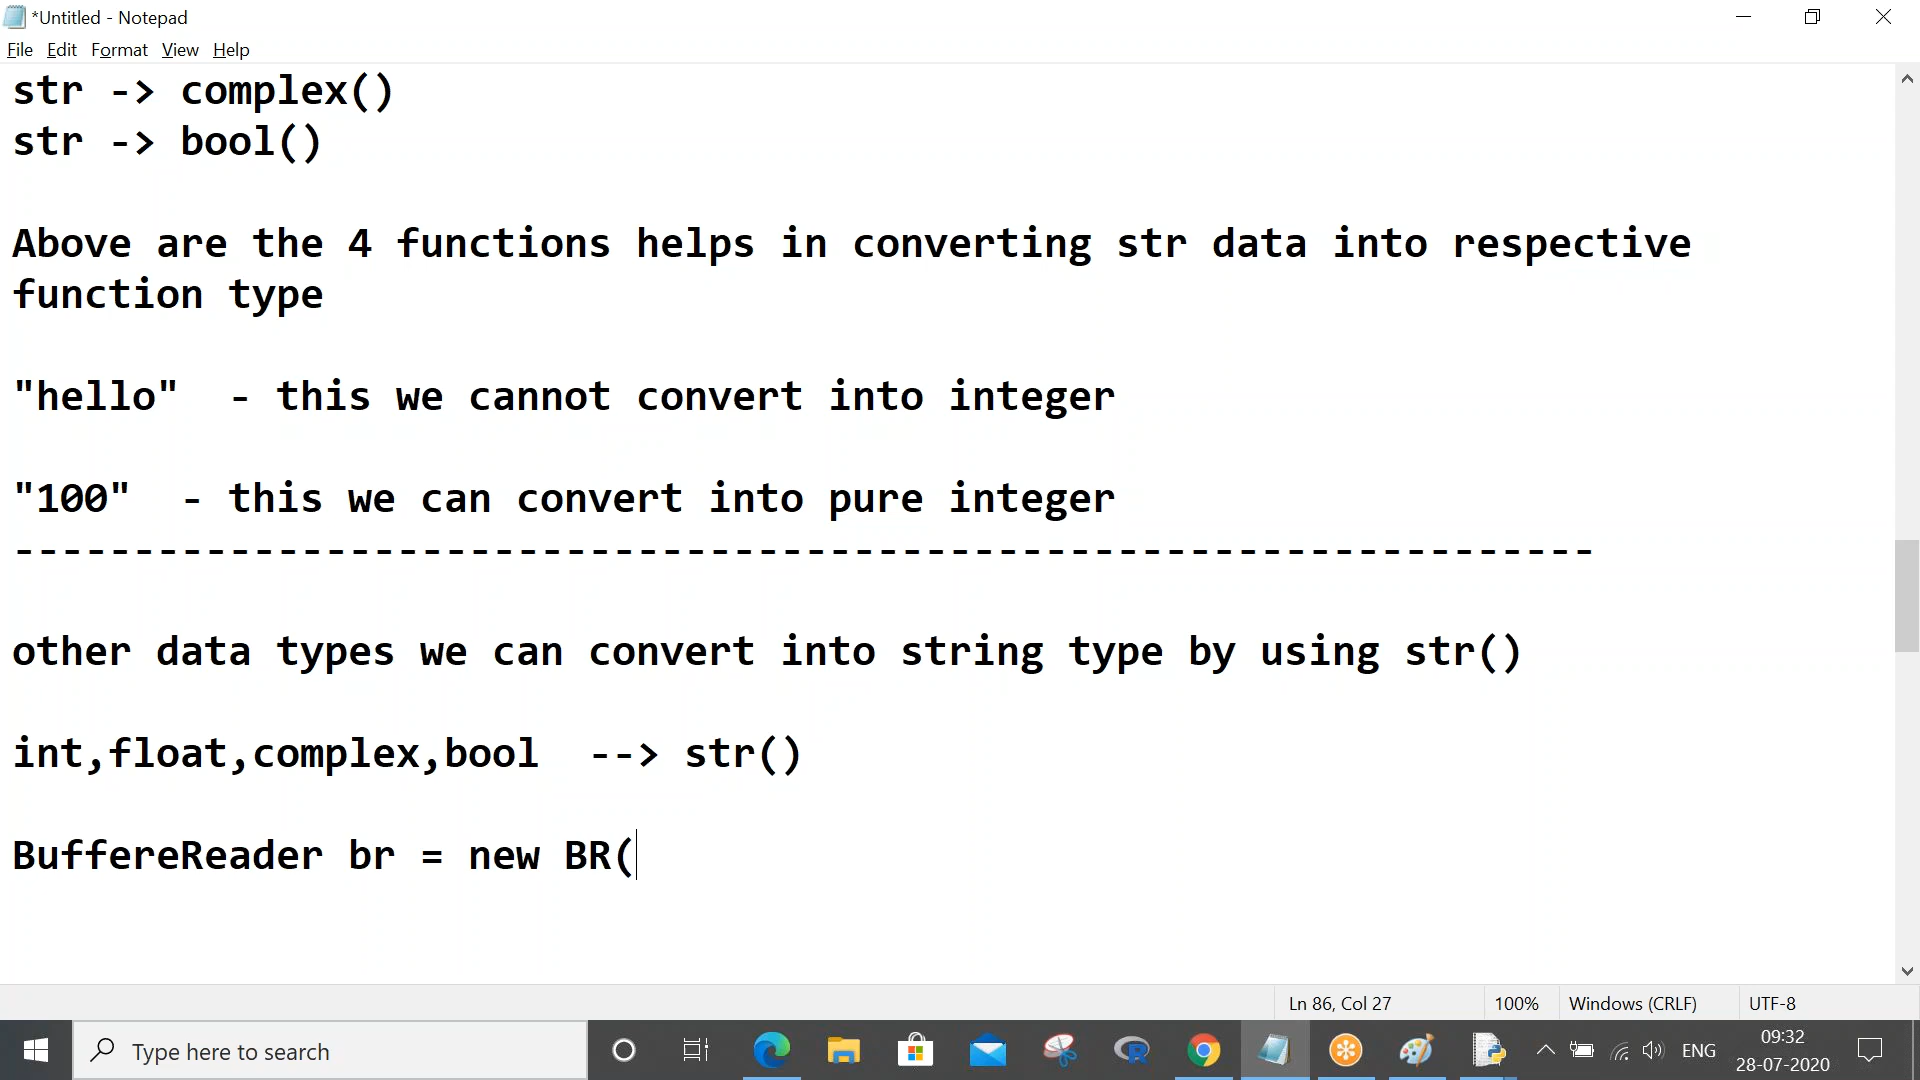 *Untitled - Notepad
File Edit Format View Help
str -> complex()
str -> bool()
Above are the 4 functions helps in converting str data into respective
function type
"hello"  - this we cannot convert into integer
"100"  - this we can convert into pure integer
------------------------------------------------------------------
other data types we can convert into string type by using str()
int,float,complex,bool  --> str()
BuffereReader br = new BR(
Ln 86, Col 27 100% Windows (CRLF) UTF-8
Type here to search
R
ENG
09:32
28-07-2020